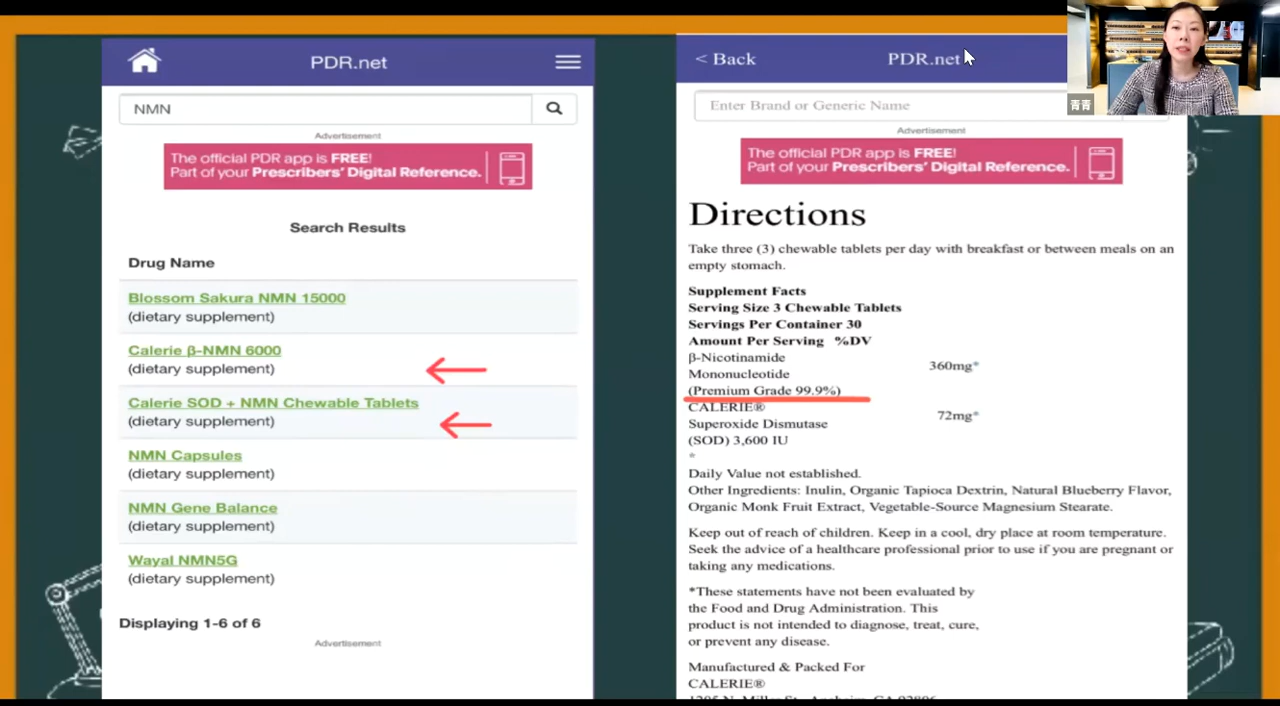 PDR.net
NMN
Advertisement
The official PDR app is FREE!
Part of your Prescribers' Digital Reference.
Search Results
Drug Name
Blossom Sakura NMN 15000
(dietary supplement)
Calerie β-NMN 6000
(dietary supplement)
Calerie SOD + NMN Chewable Tablets
(dietary supplement)
NMN Capsules
(dietary supplement)
NMN Gene Balance
(dietary supplement)
Wayal NMN5G
(dietary supplement)
Displaying 1-6 of 6
Advertisement
< Back
PDR.net
Enter Brand or Generic Name
Advertisement
The official PDR app is FREE!
Part of your Prescribers' Digital Reference.
Directions
Take three (3) chewable tablets per day with breakfast or between meals on an
empty stomach.
Supplement Facts
Serving Size 3 Chewable Tablets
Servings Per Container 30
Amount Per Serving %DV
β-Nicotinamide
Mononucleotide
(Premium Grade 99.9%)
360mg*
CALERIE®
Superoxide Dismutase
(SOD) 3,600 IU
72mg*
*
Daily Value not established.
Other Ingredients: Inulin, Organic Tapioca Dextrin, Natural Blueberry Flavor,
Organic Monk Fruit Extract, Vegetable-Source Magnesium Stearate.
Keep out of reach of children. Keep in a cool, dry place at room temperature.
Seek the advice of a healthcare professional prior to use if you are pregnant or
taking any medications.
*These statements have not been evaluated by
the Food and Drug Administration. This
product is not intended to diagnose, treat, cure,
or prevent any disease.
Manufactured & Packed For
CALERIE®
青青